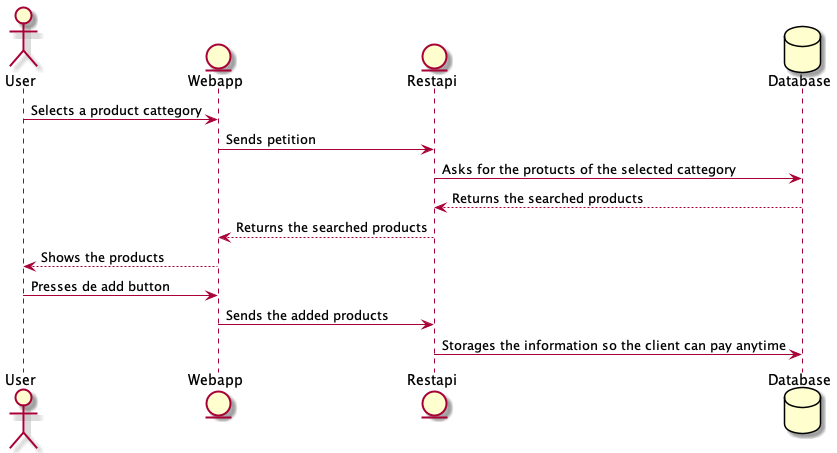 User
Webapp
Restapi
Database
Selects a product cattegory
Sends petition
Asks for the protucts of the selected cattegory
Returns the searched products
Returns the searched products
Shows the products
Presses de add button
Sends the added products
Storages the information so the client can pay anytime
User
Webapp
Restapi
Database